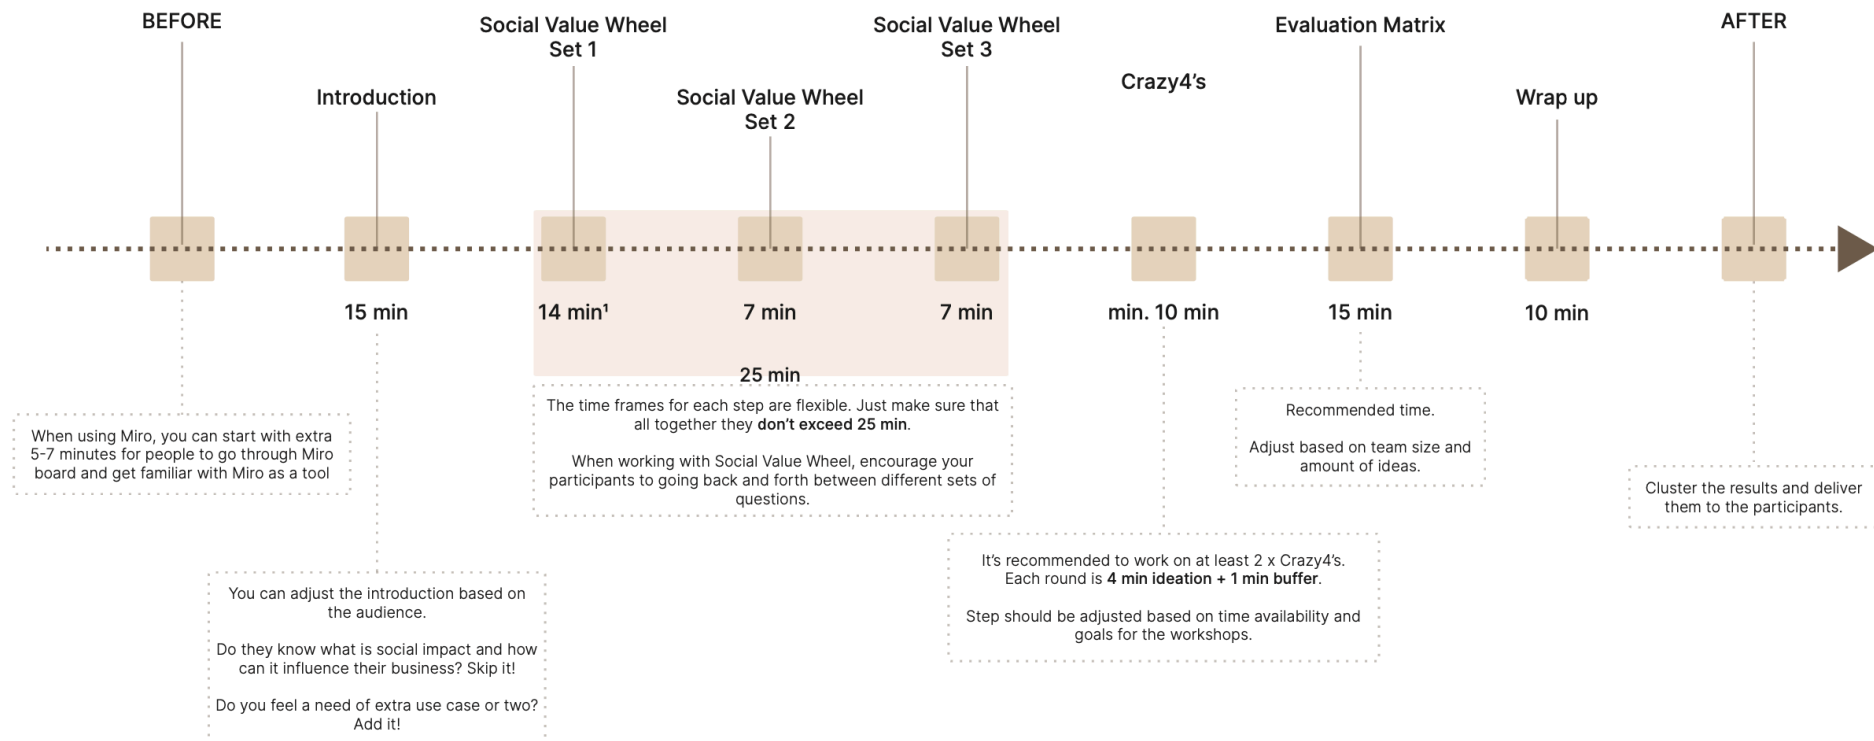 BEFORE
Introduction
Social Value Wheel
Set 1
Social Value Wheel
Set 2
Social Value Wheel
Set 3
Crazy4’s
Evaluation Matrix
Wrap up
AFTER
15 min
14 min¹
7 min
7 min
min. 10 min
15 min
10 min
25 min
When using Miro, you can start with extra
5-7 minutes for people to go through Miro
board and get familiar with Miro as a tool
You can adjust the introduction based on
the audience.
Do they know what is social impact and how
can it influence their business? Skip it!
Do you feel a need of extra use case or two?
Add it!
The time frames for each step are flexible. Just make sure that
all together they don’t exceed 25 min.
When working with Social Value Wheel, encourage your
participants to going back and forth between different sets of
questions.
It’s recommended to work on at least 2 x Crazy4’s.
Each round is 4 min ideation + 1 min buffer.
Step should be adjusted based on time availability and
goals for the workshops.
Recommended time.
Adjust based on team size and
amount of ideas.
Cluster the results and deliver
them to the participants.